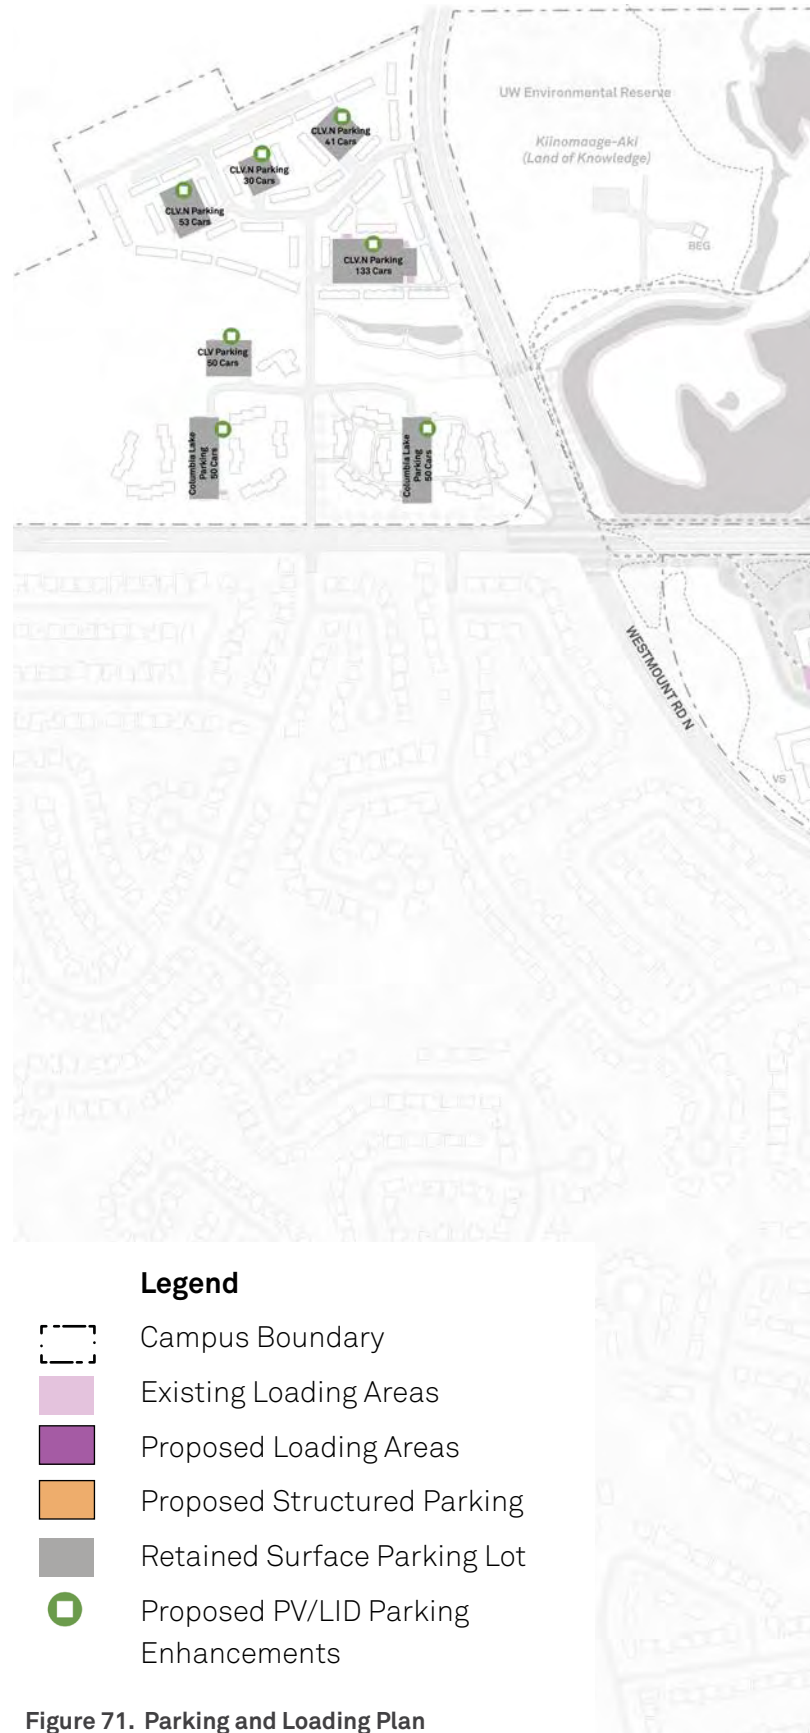 UW Environmental Reserve
Kiinomaage-Aki
(Land of Knowledge)
BEG
CLV.N Parking
41 Cars
CLV.N Parking
30 Cars
CLV.N Parking
53 Cars
CLV.N Parking
133 Cars
CLV Parking
50 Cars
Columbia Lake
Parking
50 Cars
Columbia Lake
Parking
50 Cars
WESTMOUNT RD N
VS
Legend
Campus Boundary
Existing Loading Areas
Proposed Loading Areas
Proposed Structured Parking
Retained Surface Parking Lot
Proposed PV/LID Parking
Enhancements
Figure 71. Parking and Loading Plan